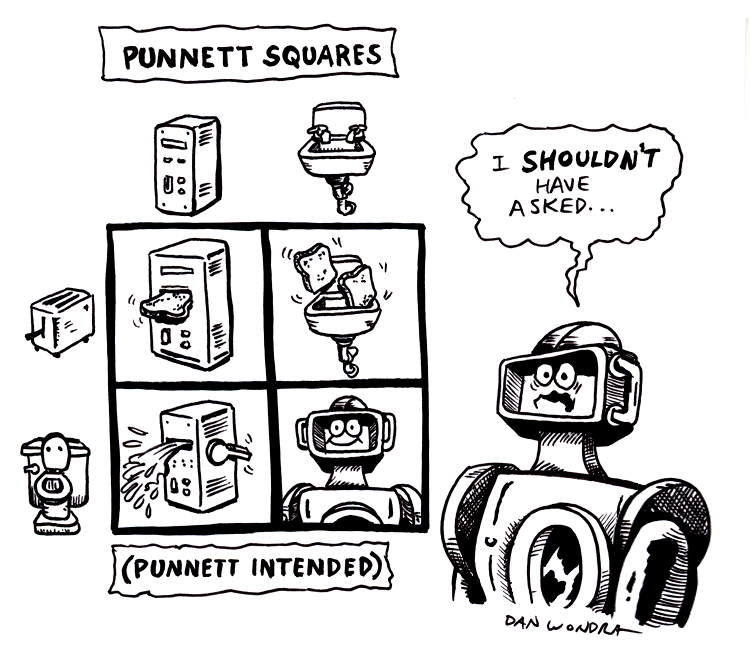 PUNNETT SQUARES
I SHOULDN'T
HAVE
ASKED...
(PUNNETT INTENDED)
DAN WONDRA